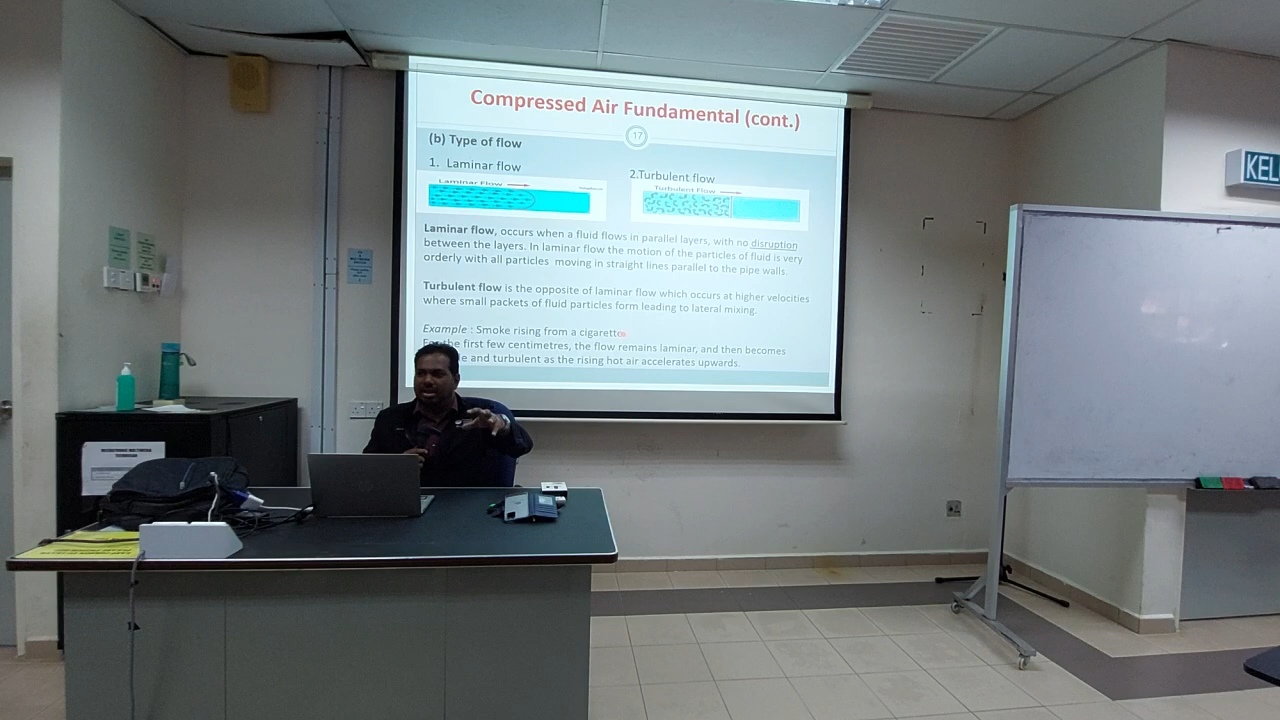 Compressed Air Fundamental (cont.)
17
(b) Type of flow
1. Laminar flow
2.Turbulent flow
Laminar Flow
Turbulent Flow
Laminar flow, occurs when a fluid flows in parallel layers, with no disruption
between the layers. In laminar flow the motion of the particles of fluid is very
orderly with all particles moving in straight lines parallel to the pipe walls.
Turbulent flow is the opposite of laminar flow which occurs at higher velocities
where small packets of fluid particles form leading to lateral mixing.
Example : Smoke rising from a cigarette
the first few centimetres, the flow remains laminar, and then becomes
and turbulent as the rising hot air accelerates upwards.
KEL